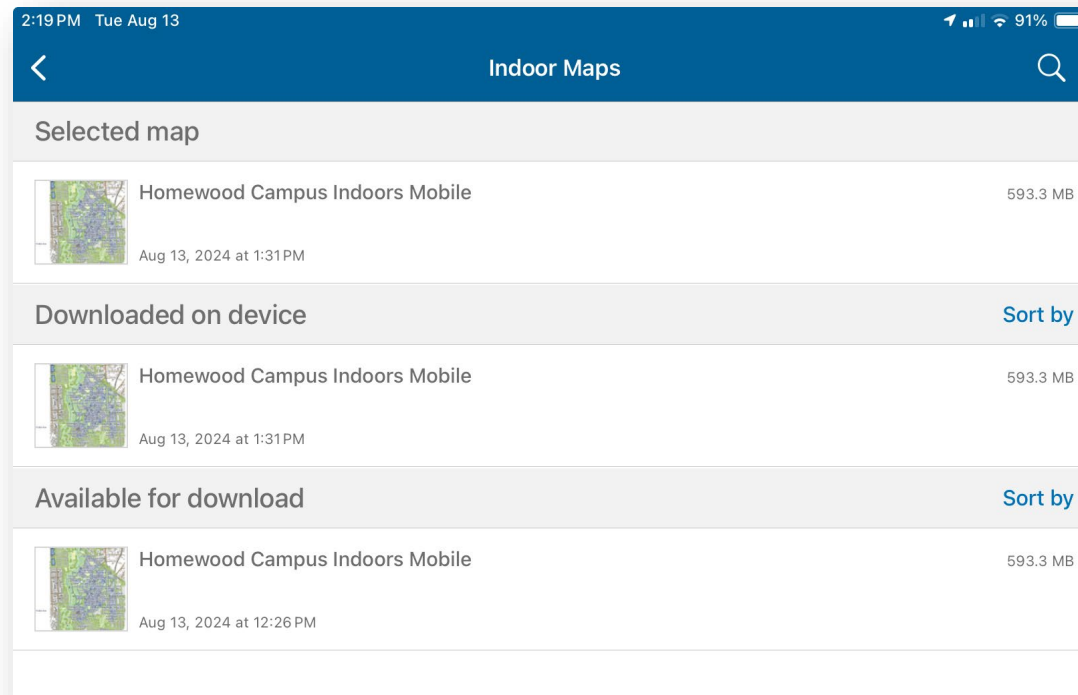 2:19 PM Tue Aug 13 91%
Indoor Maps
Selected map
Homewood Campus Indoors Mobile 593.3 MB
Aug 13, 2024 at 1:31 PM
Downloaded on device Sort by
Homewood Campus Indoors Mobile 593.3 MB
Aug 13, 2024 at 1:31 PM
Available for download Sort by
Homewood Campus Indoors Mobile 593.3 MB
Aug 13, 2024 at 12:26 PM